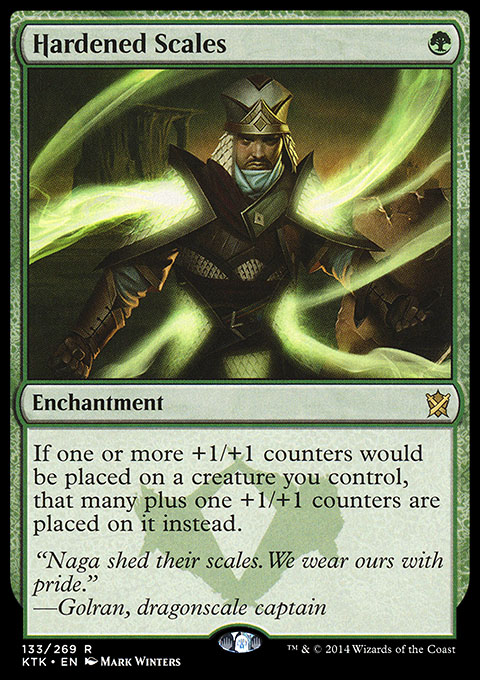 Hardened Scales
Enchantment
If one or more +1/+1 counters would
be placed on a creature you control,
that many plus one +1/+1 counters are
placed on it instead.
“Naga shed their scales. We wear ours with
pride.”
—Golran, dragonscale captain
133/269 R
KTK • EN Mark Winters
™ & © 2014 Wizards of the Coast